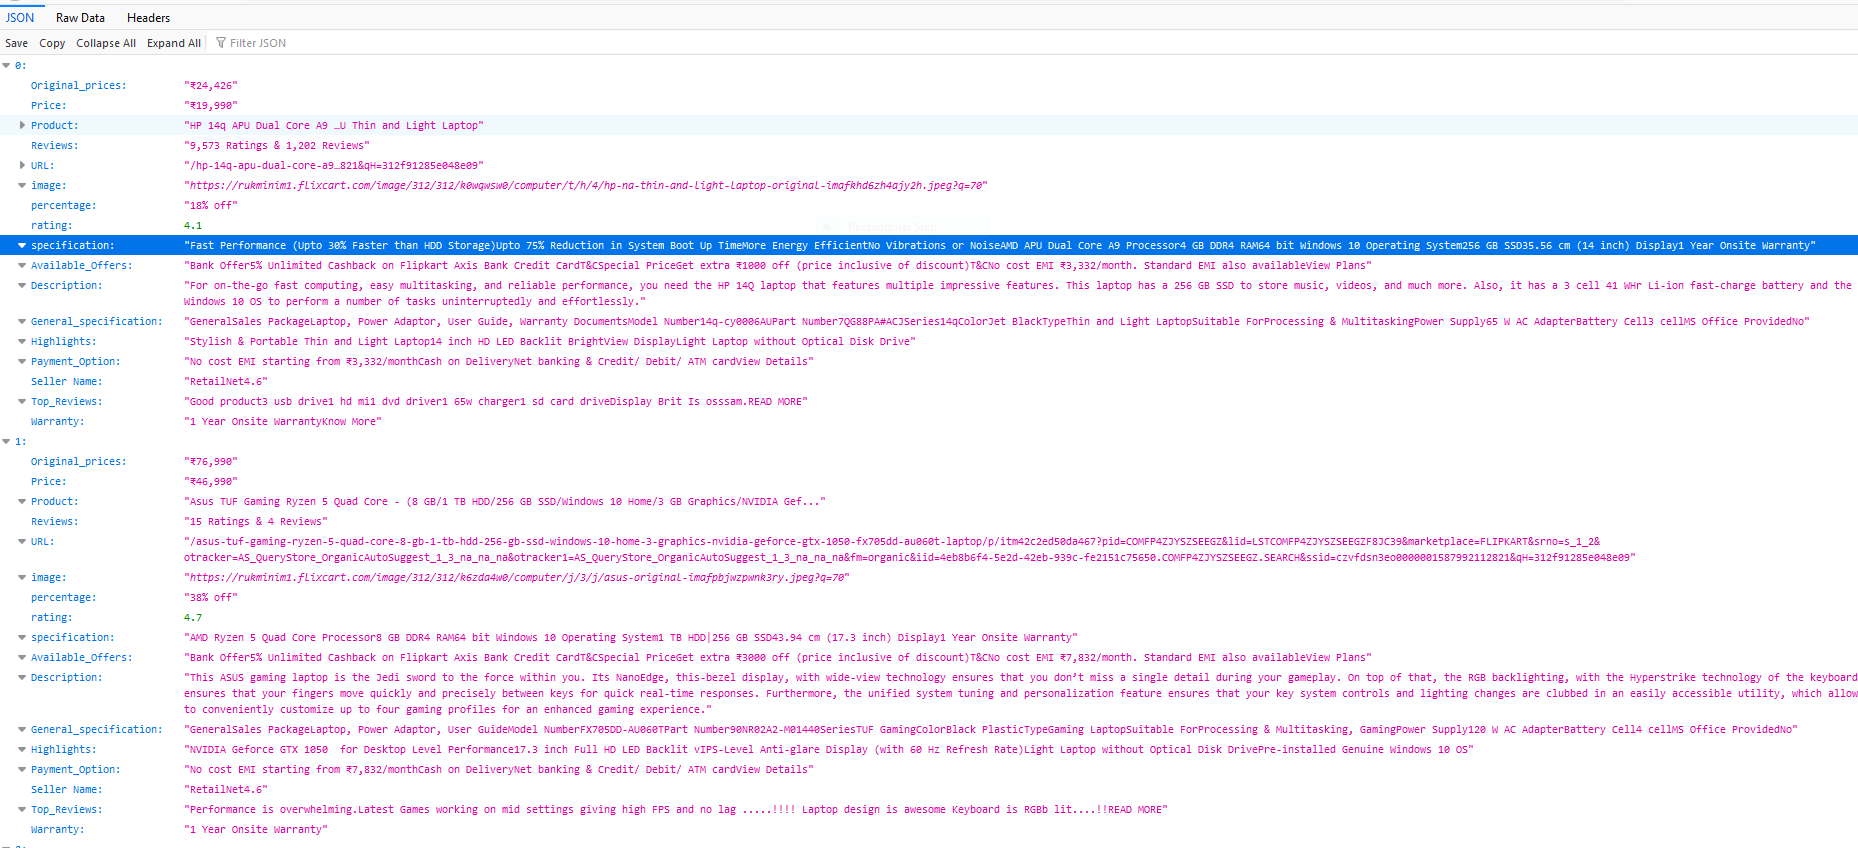 JSON Raw Data Headers
Save Copy Collapse All Expand All Filter JSON
0:
Original_prices: "₹24,426"
Price: "₹19,990"
Product: "HP 14q APU Dual Core A9 …U Thin and Light Laptop"
Reviews: "9,573 Ratings & 1,202 Reviews"
URL: "/hp-14q-apu-dual-core-a9…821&qH=312f91285e048e09"
image: "https://rukminim1.flixcart.com/image/312/312/k0wqwsw0/computer/t/h/4/hp-na-thin-and-light-laptop-original-imafkhd6zh4ajy2h.jpeg?q=70"
percentage: "18% off"
rating: 4.1
specification: "Fast Performance (Upto 30% Faster than HDD Storage)Upto 75% Reduction in System Boot Up TimeMore Energy EfficientNo Vibrations or NoiseAMD APU Dual Core A9 Processor4 GB DDR4 RAM64 bit Windows 10 Operating System256 GB SSD35.56 cm (14 inch) Display1 Year Onsite Warranty"
Available_Offers: "Bank Offer5% Unlimited Cashback on Flipkart Axis Bank Credit CardT&CSpecial PriceGet extra ₹1000 off (price inclusive of discount)T&CNo cost EMI ₹3,332/month. Standard EMI also availableView Plans"
Description: "For on-the-go fast computing, easy multitasking, and reliable performance, you need the HP 14Q laptop that features multiple impressive features. This laptop has a 256 GB SSD to store music, videos, and much more. Also, it has a 3 cell 41 WHr Li-ion fast-charge battery and the
Windows 10 OS to perform a number of tasks uninterruptedly and effortlessly."
General_specification: "GeneralSales PackageLaptop, Power Adaptor, User Guide, Warranty DocumentsModel Number14q-cy0006AUPart Number7QG88PA#ACJSeries14qColorJet BlackTypeThin and Light LaptopSuitable ForProcessing & MultitaskingPower Supply65 W AC AdapterBattery Cell3 cellMS Office ProvidedNo"
Highlights: "Stylish & Portable Thin and Light Laptop14 inch HD LED Backlit BrightView DisplayLight Laptop without Optical Disk Drive"
Payment_Option: "No cost EMI starting from ₹3,332/monthCash on DeliveryNet banking & Credit/ Debit/ ATM cardView Details"
Seller Name: "RetailNet4.6"
Top_Reviews: "Good product3 usb drive1 hd mi1 dvd driver1 65w charger1 sd card driveDisplay Brit Is osssam.READ MORE"
Warranty: "1 Year Onsite WarrantyKnow More"
1:
Original_prices: "₹76,990"
Price: "₹46,990"
Product: "Asus TUF Gaming Ryzen 5 Quad Core - (8 GB/1 TB HDD/256 GB SSD/Windows 10 Home/3 GB Graphics/NVIDIA Gef..."
Reviews: "15 Ratings & 4 Reviews"
URL: "/asus-tuf-gaming-ryzen-5-quad-core-8-gb-1-tb-hdd-256-gb-ssd-windows-10-home-3-graphics-nvidia-geforce-gtx-1050-fx705dd-au060t-laptop/p/itm42c2ed50da467?pid=COMFP4ZJYSZSEEGZ&lid=LSTCOMFP4ZJYSZSEEGZF8JC39&marketplace=FLIPKART&srno=s_1_2&
otracker=AS_QueryStore_OrganicAutoSuggest_1_3_na_na_na&otracker1=AS_QueryStore_OrganicAutoSuggest_1_3_na_na_na&fm=organic&iid=4eb8b6f4-5e2d-42eb-939c-fe2151c75650.COMFP4ZJYSZSEEGZ.SEARCH&ssid=czvfdsn3eo0000001587992112821&qH=312f91285e048e09"
image: "https://rukminim1.flixcart.com/image/312/312/k6zda4w0/computer/j/3/j/asus-original-imafpbjwzpwnk3ry.jpeg?q=70"
percentage: "38% off"
rating: 4.7
specification: "AMD Ryzen 5 Quad Core Processor8 GB DDR4 RAM64 bit Windows 10 Operating System1 TB HDD|256 GB SSD43.94 cm (17.3 inch) Display1 Year Onsite Warranty"
Available_Offers: "Bank Offer5% Unlimited Cashback on Flipkart Axis Bank Credit CardT&CSpecial PriceGet extra ₹3000 off (price inclusive of discount)T&CNo cost EMI ₹7,832/month. Standard EMI also availableView Plans"
Description: "This ASUS gaming laptop is the Jedi sword to the force within you. Its NanoEdge, this-bezel display, with wide-view technology ensures that you don’t miss a single detail during your gameplay. On top of that, the RGB backlighting, with the Hyperstrike technology of the keyboard
ensures that your fingers move quickly and precisely between keys for quick real-time responses. Furthermore, the unified system tuning and personalization feature ensures that your key system controls and lighting changes are clubbed in an easily accessible utility, which allow
to conveniently customize up to four gaming profiles for an enhanced gaming experience."
General_specification: "GeneralSales PackageLaptop, Power Adaptor, User GuideModel NumberFX705DD-AU060TPart Number90NR02A2-M01440SeriesTUF GamingColorBlack PlasticTypeGaming LaptopSuitable ForProcessing & Multitasking, GamingPower Supply120 W AC AdapterBattery Cell4 cellMS Office ProvidedNo"
Highlights: "NVIDIA Geforce GTX 1050  for Desktop Level Performance17.3 inch Full HD LED Backlit vIPS-Level Anti-glare Display (with 60 Hz Refresh Rate)Light Laptop without Optical Disk DrivePre-installed Genuine Windows 10 OS"
Payment_Option: "No cost EMI starting from ₹7,832/monthCash on DeliveryNet banking & Credit/ Debit/ ATM cardView Details"
Seller Name: "RetailNet4.6"
Top_Reviews: "Performance is overwhelming.Latest Games working on mid settings giving high FPS and no lag .....!!!! Laptop design is awesome Keyboard is RGBb lit....!!READ MORE"
Warranty: "1 Year Onsite Warranty"